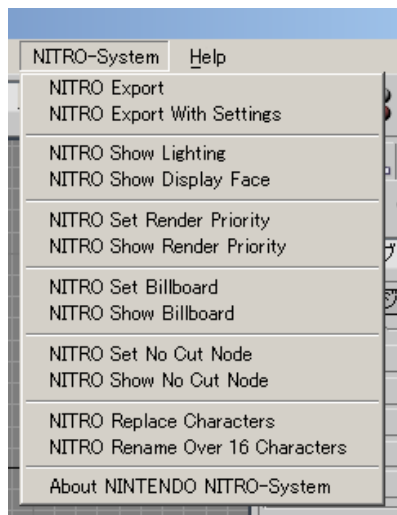 NITRO-System Help
NITRO Export
NITRO Export With Settings
NITRO Show Lighting
NITRO Show Display Face
NITRO Set Render Priority
NITRO Show Render Priority
NITRO Set Billboard
NITRO Show Billboard
NITRO Set No Cut Node
NITRO Show No Cut Node
NITRO Replace Characters
NITRO Rename Over 16 Characters
About NINTENDO NITRO-System